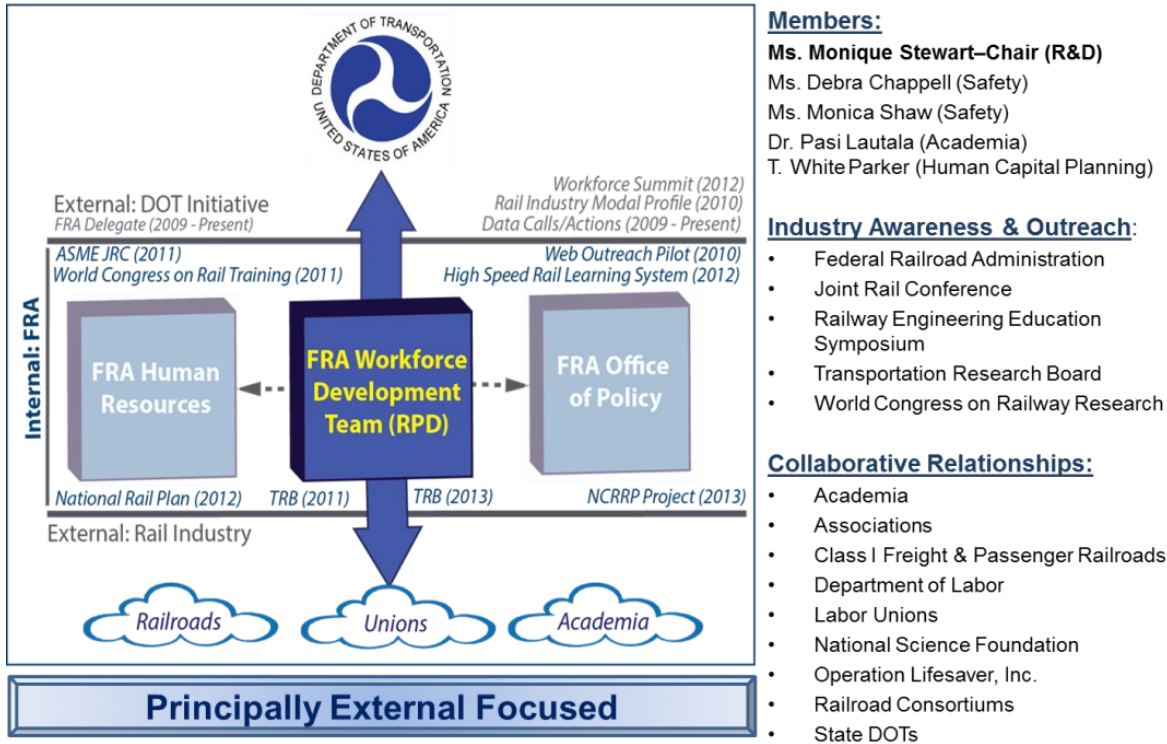 DEPARTMENT OF TRANSPORTATION
UNITED STATES OF AMERICA
External: DOT Initiative
FRA Delegate (2009 - Present)
Workforce Summit (2012)
Rail Industry Modal Profile (2010)
Data Calls/Actions (2009 - Present)
Internal: FRA
ASME JRC (2011)
World Congress on Rail Training (2011)
Web Outreach Pilot (2010)
High Speed Rail Learning System (2012)
FRA Human
Resources
FRA Workforce
Development
Team (RPD)
FRA Office
of Policy
National Rail Plan (2012)
TRB (2011)
TRB (2013)
NCRRP Project (2013)
External: Rail Industry
Railroads
Unions
Academia
Principally External Focused
Members:
Ms. Monique Stewart–Chair (R&D)
Ms. Debra Chappell (Safety)
Ms. Monica Shaw (Safety)
Dr. Pasi Lautala (Academia)
T. White Parker (Human Capital Planning)
Industry Awareness & Outreach:
• Federal Railroad Administration
• Joint Rail Conference
• Railway Engineering Education
Symposium
• Transportation Research Board
• World Congress on Railway Research
Collaborative Relationships:
• Academia
• Associations
• Class I Freight & Passenger Railroads
• Department of Labor
• Labor Unions
• National Science Foundation
• Operation Lifesaver, Inc.
• Railroad Consortiums
• State DOTs